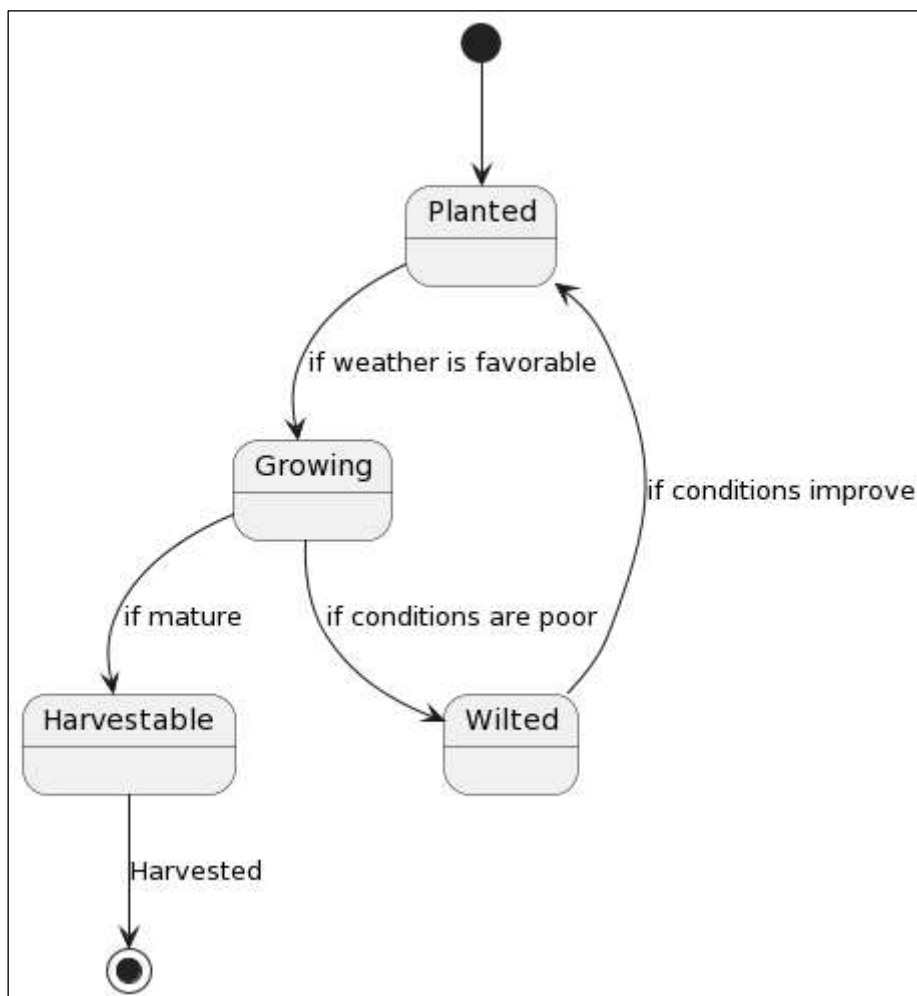 Planted
if weather is favorable
Growing
if conditions improve
if mature
if conditions are poor
Harvestable
Wilted
Harvested